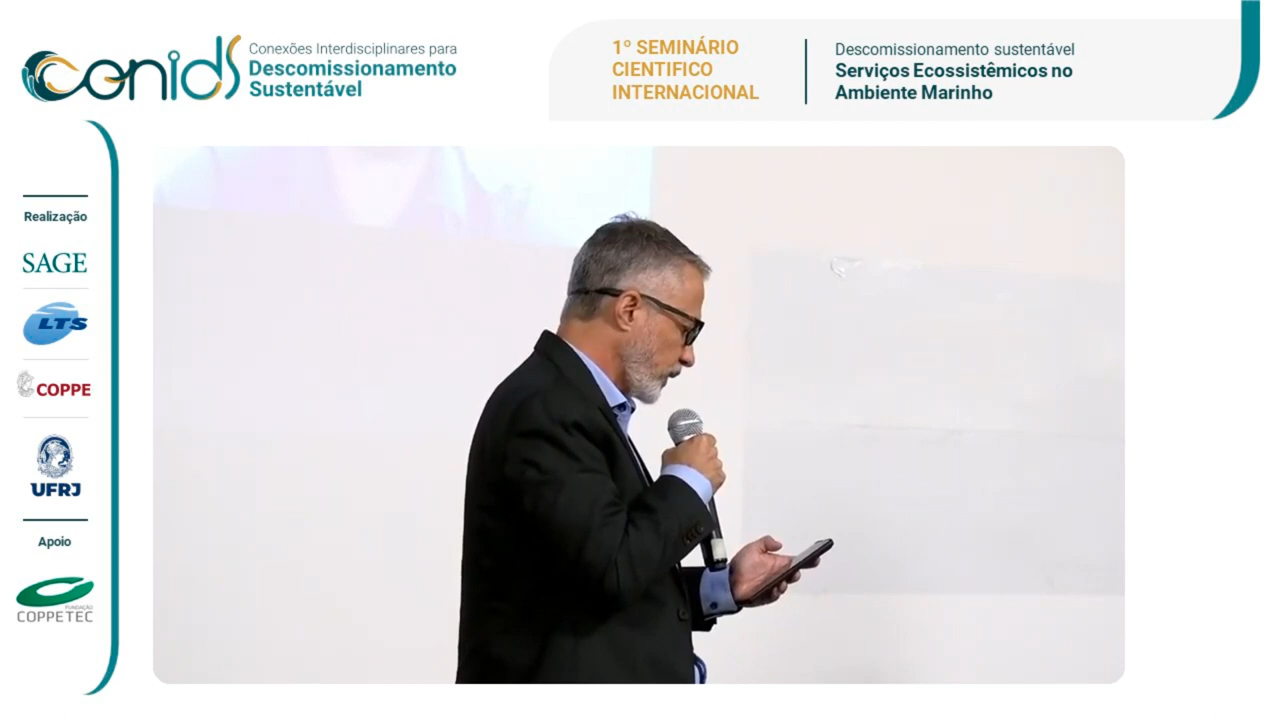 conids
Conexões Interdisciplinares para
Descomissionamento
Sustentável
1º SEMINÁRIO
CIENTIFICO
INTERNACIONAL
Descomissionamento sustentável
Serviços Ecossistêmicos no
Ambiente Marinho
Realização
SAGE
LTS
COPPE
UFRJ
Apoio
FUNDAÇÃO
COPPETEC